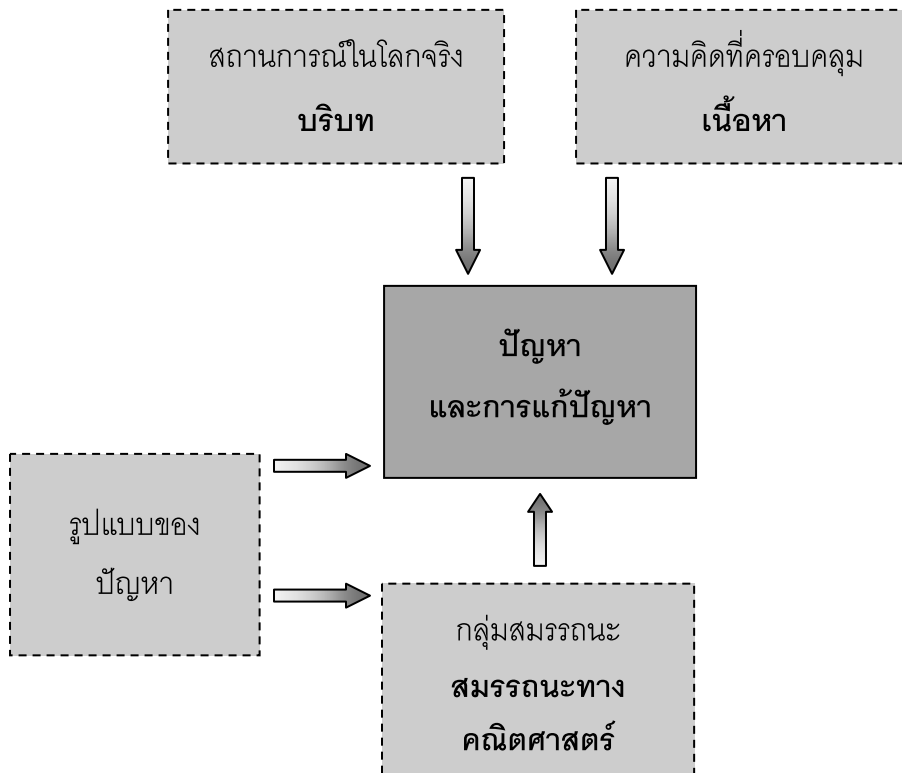 สถานการณ์ในโลกจริง
บริบท
ความคิดที่ครอบคลุม
เนื้อหา
ปัญหา
และการแก้ปัญหา
รูปแบบของ
ปัญหา
กลุ่มสมรรถนะ
สมรรถนะทาง
คณิตศาสตร์